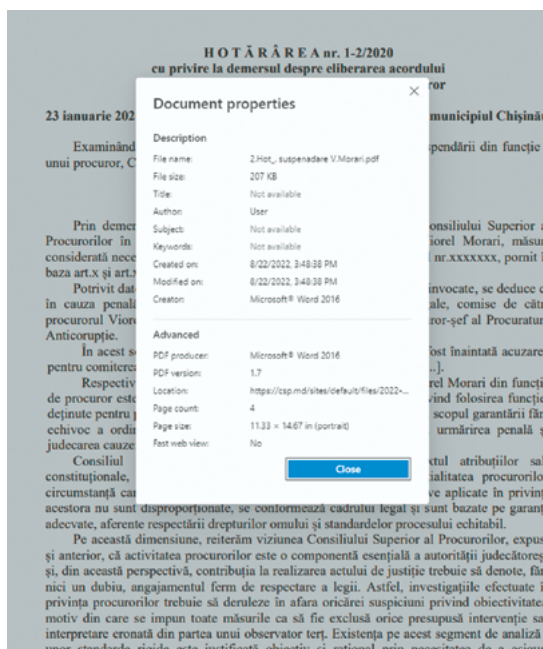 H O T Ă R Â R E A nr. 1-2/2020
cu privire la demersul despre eliberarea acordului
ror
23 ianuarie 202
municipiul Chișinău
Document properties
Description
File name: 2.Hot_. suspenadare V.Morari.pdf
File size: 207 KB
Title: Not available
Author: User
Subject: Not available
Keywords: Not available
Created on: 8/22/2022, 3:48:38 PM
Modified on: 8/22/2022, 3:48:38 PM
Creator: Microsoft® Word 2016
Advanced
PDF producer: Microsoft® Word 2016
PDF version: 1.7
Location: https://csp.md/sites/default/files/2022-...
Page count: 4
Page size: 11.33 × 14.67 in (portrait)
Fast web view: No
Close
Examinând
pendării din funcție
unui procuror, C
Prin demer
onsiliului Superior a
Procurorilor în
iorel Morari, măsur
considerată nece
l nr.xxxxxxx, pornit î
baza art.x și art.x
Potrivit dat
invocate, se deduce c
în cauza penală
ale, comise de căt
procurorul Viore
ror-șef al Procuratur
Anticorupție.
În acest s
fost înaintată acuzare
pentru comiterea
..].
Respectiv
rel Morari din funcți
de procuror este
vind folosirea funcție
deținute pentru p
scopul garantării făr
echivoc a ordin
urmărirea penală ș
judecarea cauze
Consiliul
xtul atribuțiilor sal
constituționale,
ialitatea procurorilo
circumstanță car
ve aplicate în privinț
acestora nu sunt disproporționate, se conformează cadrului legal și sunt bazate pe garanț
adecvate, aferente respectării drepturilor omului și standardelor procesului echitabil.
Pe această dimensiune, reiterăm viziunea Consiliului Superior al Procurorilor, expus
și anterior, că activitatea procurorilor este o componentă esențială a autorității judecătoreș
și, din această perspectivă, contribuția la realizarea actului de justiție trebuie să denote, făr
nici un dubiu, angajamentul ferm de respectare a legii. Astfel, investigațiile efectuate î
privința procurorilor trebuie să deruleze în afara oricărei suspiciuni privind obiectivitatea
motiv din care se impun toate măsurile ca să fie exclusă orice presupusă intervenție sa
interpretare eronată din partea unui observator terț. Existența pe acest segment de analiză